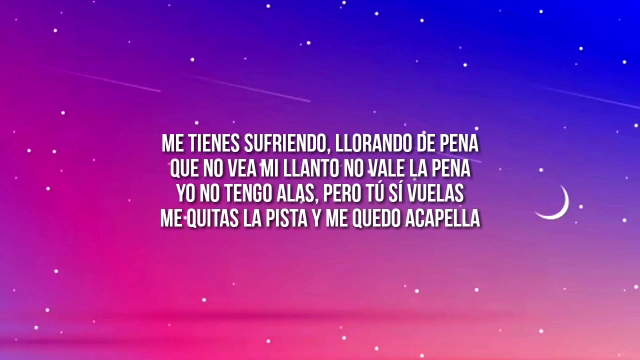 ME TIENES SUFRIENDO, LLORANDO DE PENA
QUE NO VEA MI LLANTO NO VALE LA PENA
YO NO TENGO ALAS, PERO TÚ SÍ VUELAS
ME QUITAS LA PISTA Y ME QUEDO ACAPELLA